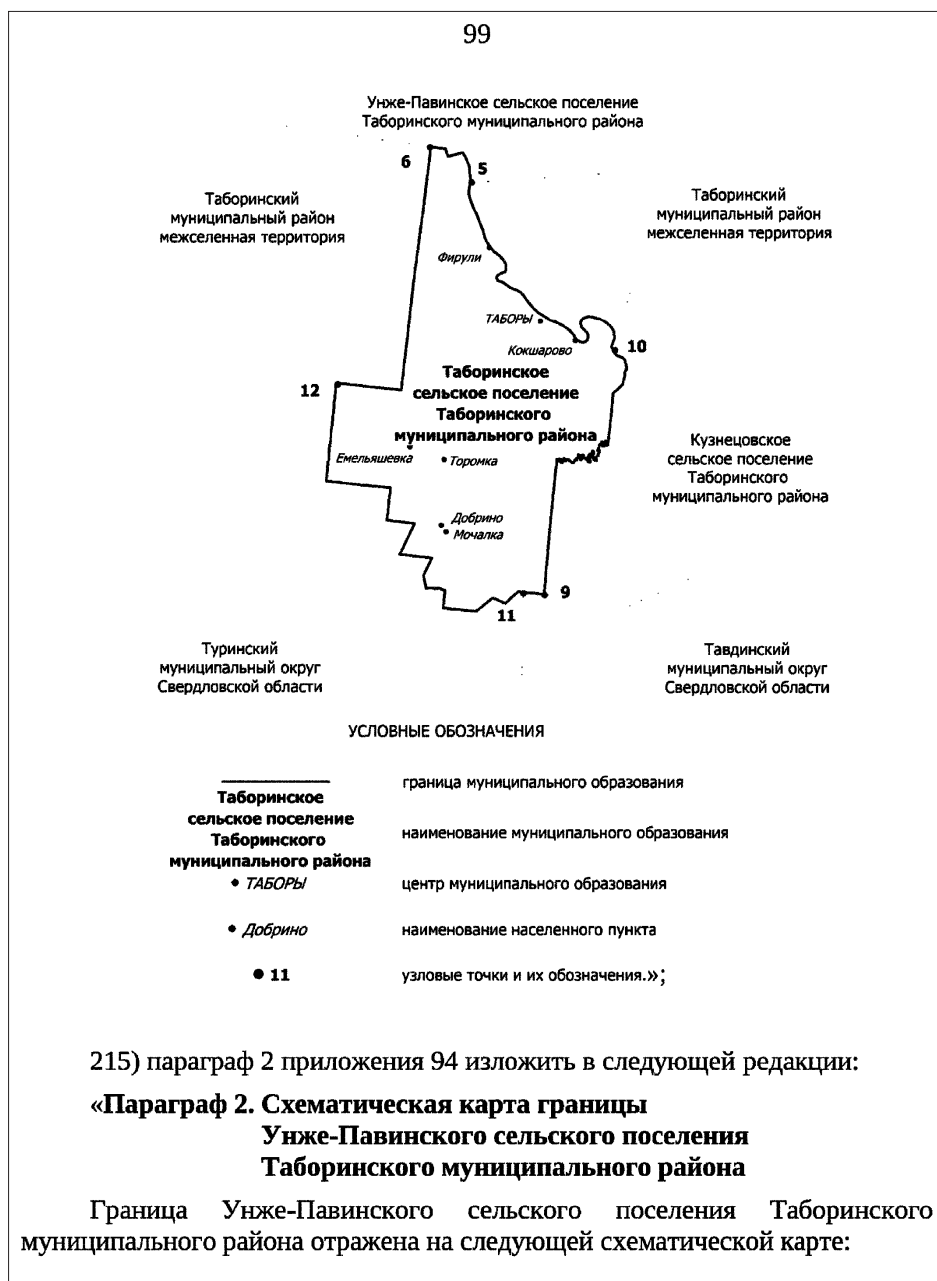 99
Унже-Павинское сельское поселение
Таборинского муниципального района
6
5
Таборинский
муниципальный район
межселенная территория
Таборинский
муниципальный район
межселенная территория
Фирули
ТАБОРЫ
Кокшарово
10
12
Таборинское
сельское поселение
Таборинского
муниципального района
Емельяшевка
Торомка
Кузнецовское
сельское поселение
Таборинского
муниципального района
Добрино
Мочалка
9
11
Туринский
муниципальный округ
Свердловской области
Тавдинский
муниципальный округ
Свердловской области
УСЛОВНЫЕ ОБОЗНАЧЕНИЯ
граница муниципального образования
Таборинское
сельское поселение
Таборинского
муниципального района
наименование муниципального образования
• ТАБОРЫ
центр муниципального образования
• Добрино
наименование населенного пункта
• 11
узловые точки и их обозначения.»;
215) параграф 2 приложения 94 изложить в следующей редакции:
«Параграф 2. Схематическая карта границы
Унже-Павинского сельского поселения
Таборинского муниципального района
Граница Унже-Павинского сельского поселения Таборинского
муниципального района отражена на следующей схематической карте: